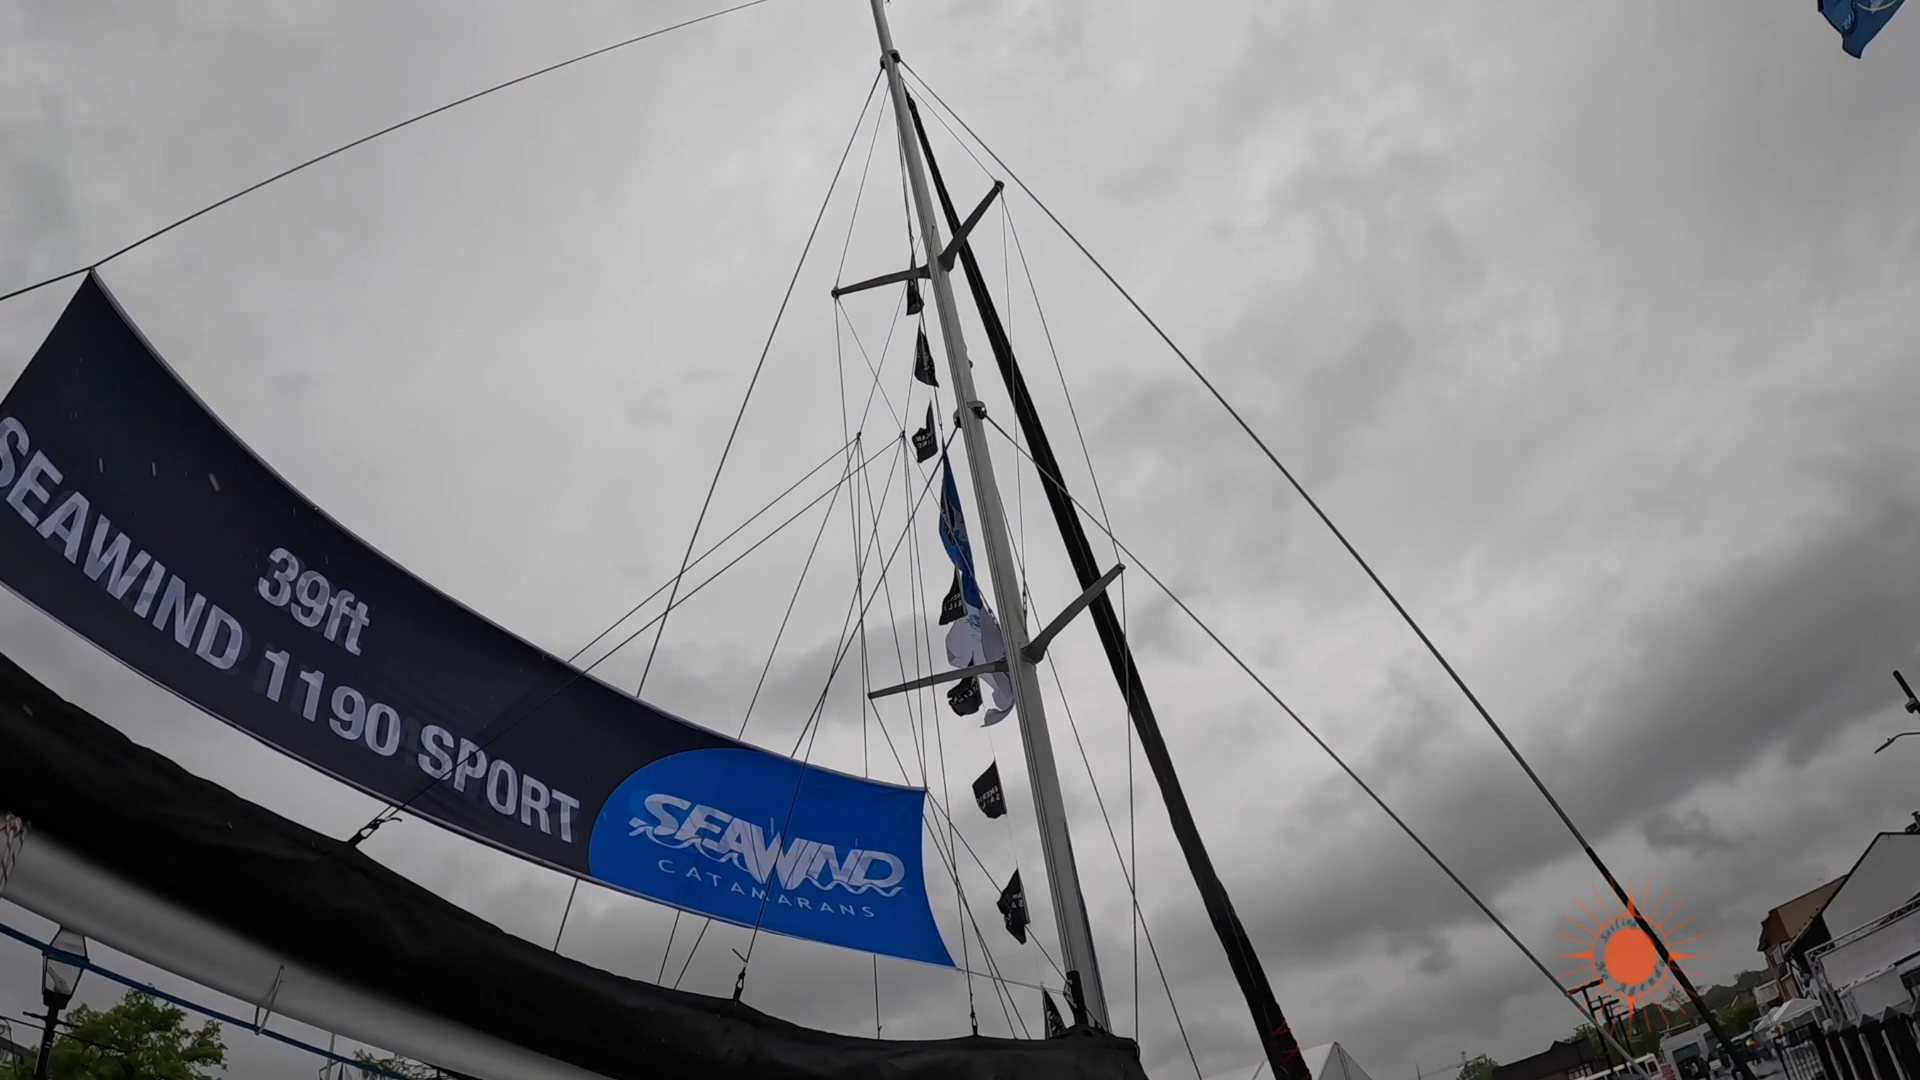 39ft
SEAWIND 1190 SPORT
SEAWIND
CATAMARANS